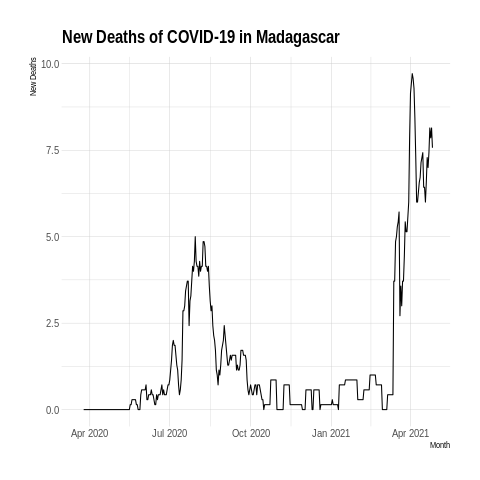 New Deaths of COVID-19 in Madagascar
New Deaths
10.0
7.5
5.0
2.5
0.0
Apr 2020
Jul 2020
Oct 2020
Jan 2021
Apr 2021
Month